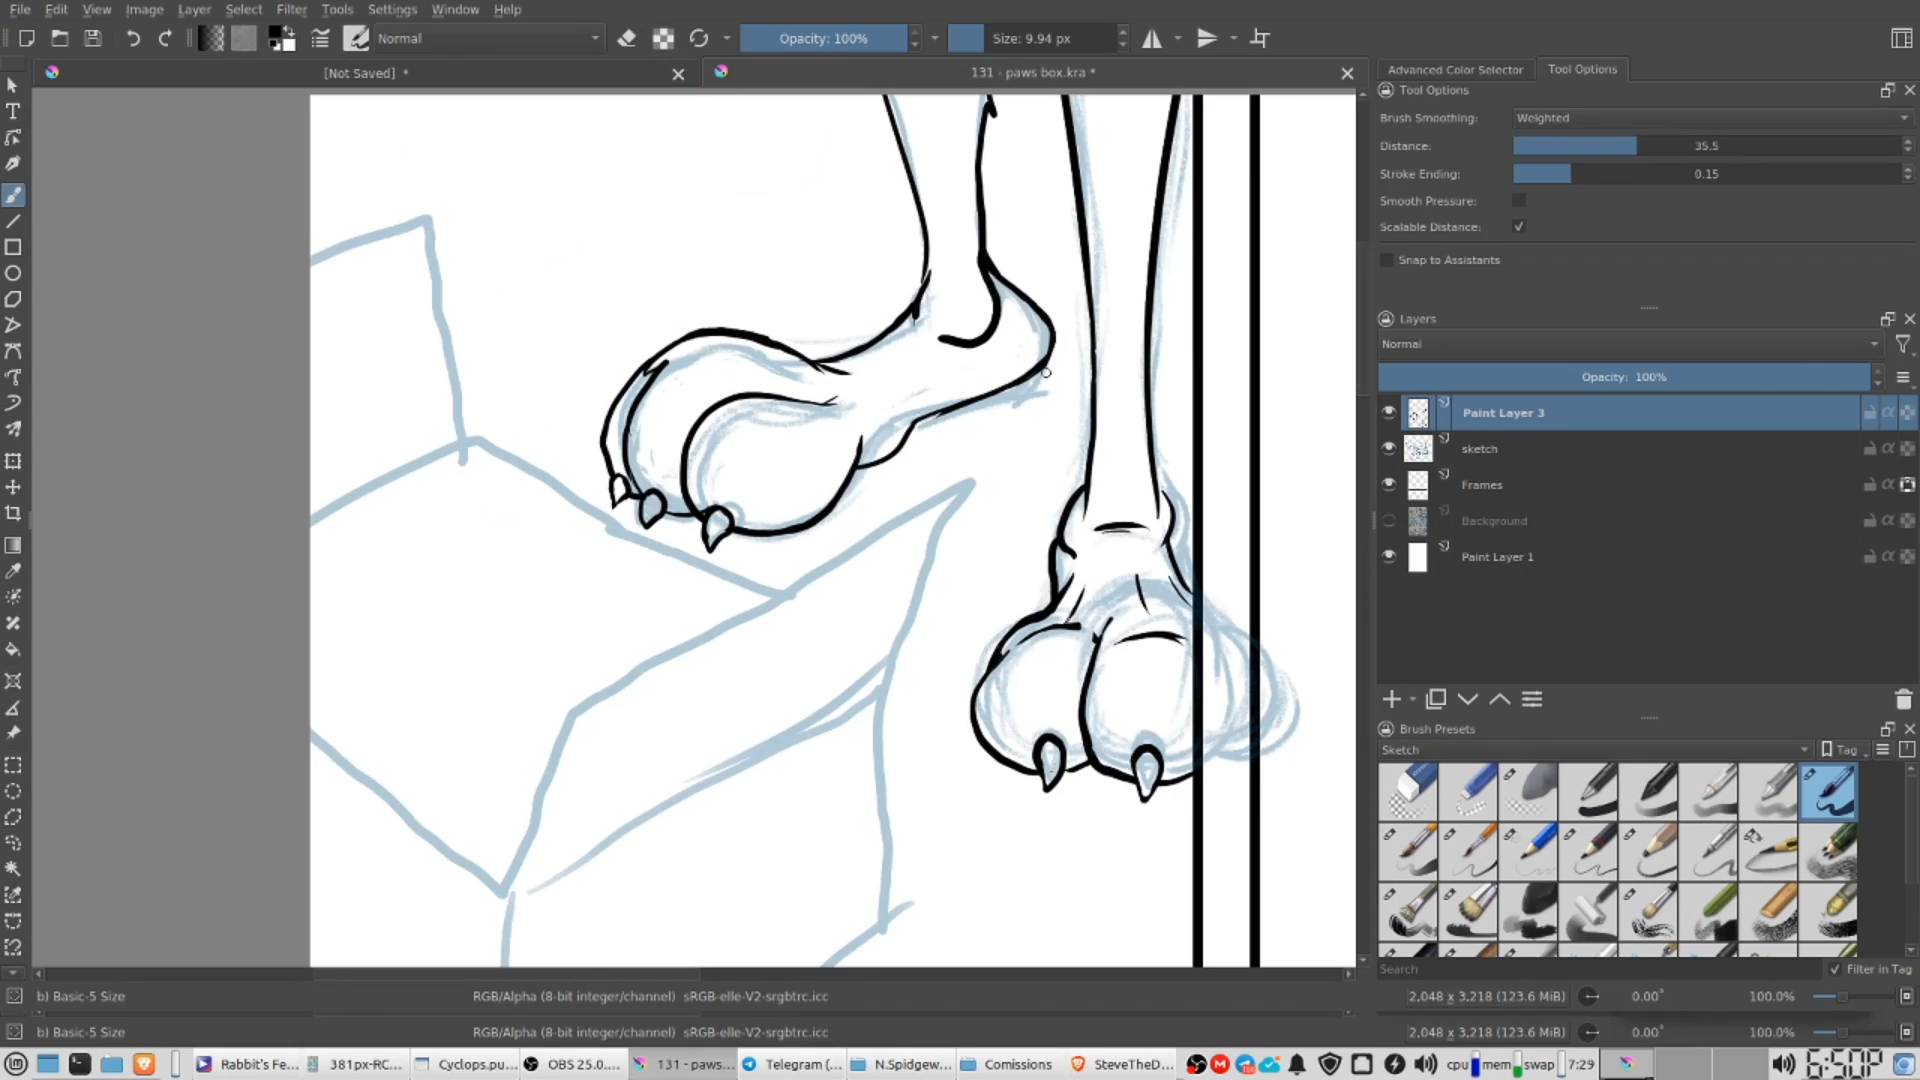 File Edit View Image Layer Select Filter Tools Settings Window Help
Normal
Opacity: 100%
Size: 9.94 px
[Not Saved] *
131 - paws box.kra *
Advanced Color Selector
Tool Options
Tool Options
Brush Smoothing: Weighted
Distance: 35.5
Stroke Ending: 0.15
Smooth Pressure:
Scalable Distance:
Snap to Assistants
Layers
Normal
Opacity: 100%
Paint Layer 3
sketch
Frames
Background
Paint Layer 1
Brush Presets
Sketch
Tag
Search
Filter in Tag
b) Basic-5 Size
RGB/Alpha (8-bit integer/channel) sRGB-elle-V2-srgbtrc.icc
2,048 x 3,218 (123.6 MiB)
0.00°
100.0%
b) Basic-5 Size
RGB/Alpha (8-bit integer/channel) sRGB-elle-V2-srgbtrc.icc
2,048 x 3,218 (123.6 MiB)
0.00°
100.0%
Rabbit's Fe...
381px-RC...
Cyclops.pu...
OBS 25.0....
131 - paws...
Telegram (...
N.Spidgew...
Comissions
SteveTheD...
cpu mem swap 7:29
6:50P